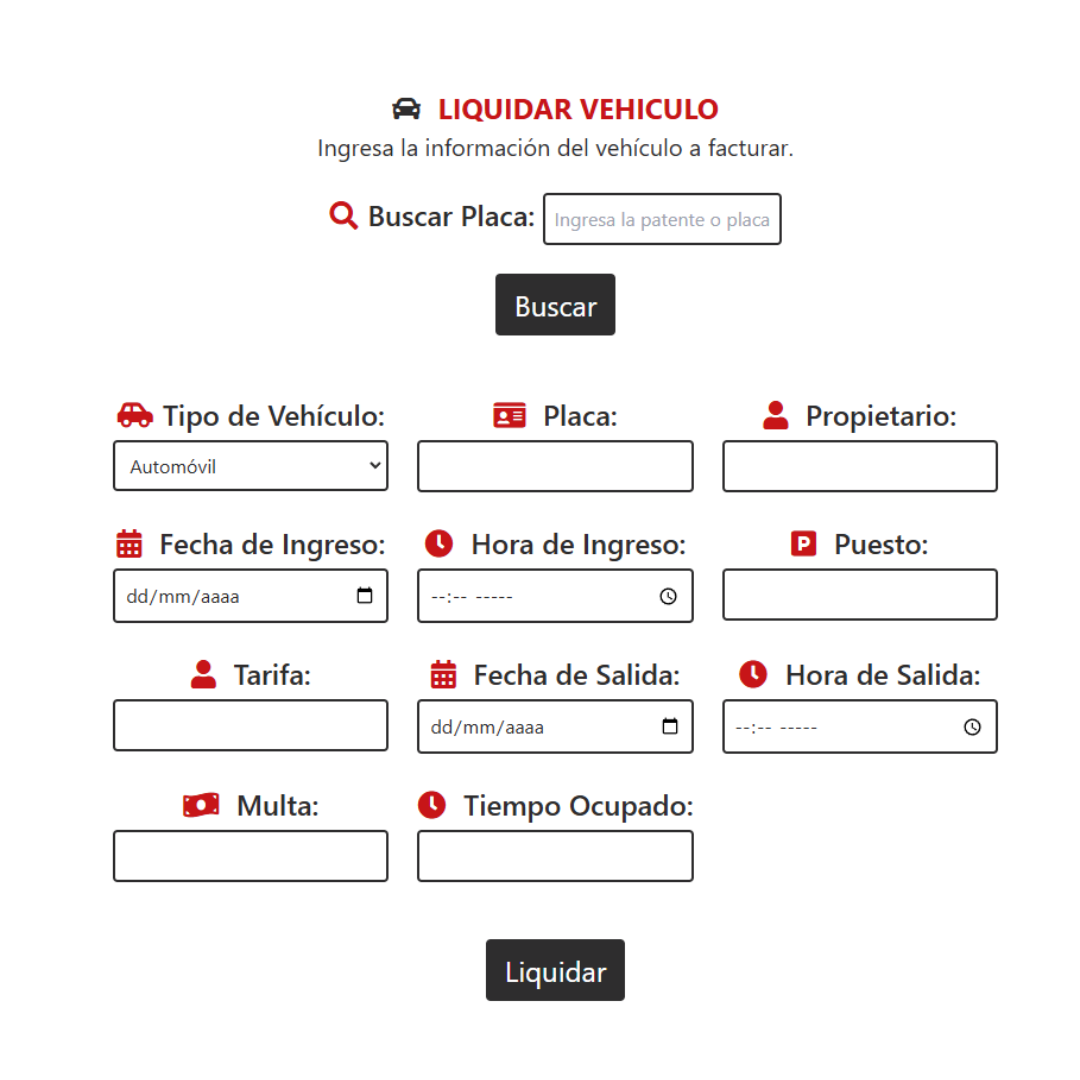 LIQUIDAR VEHICULO
Ingresa la información del vehículo a facturar.
Buscar Placa: Ingresa la patente o placa
Buscar
Tipo de Vehículo: Placa: Propietario:
Automóvil
Fecha de Ingreso: Hora de Ingreso: P Puesto:
dd/mm/aaaa --:-- -----
Tarifa: Fecha de Salida: Hora de Salida:
dd/mm/aaaa --:-- -----
Multa: Tiempo Ocupado:
Liquidar